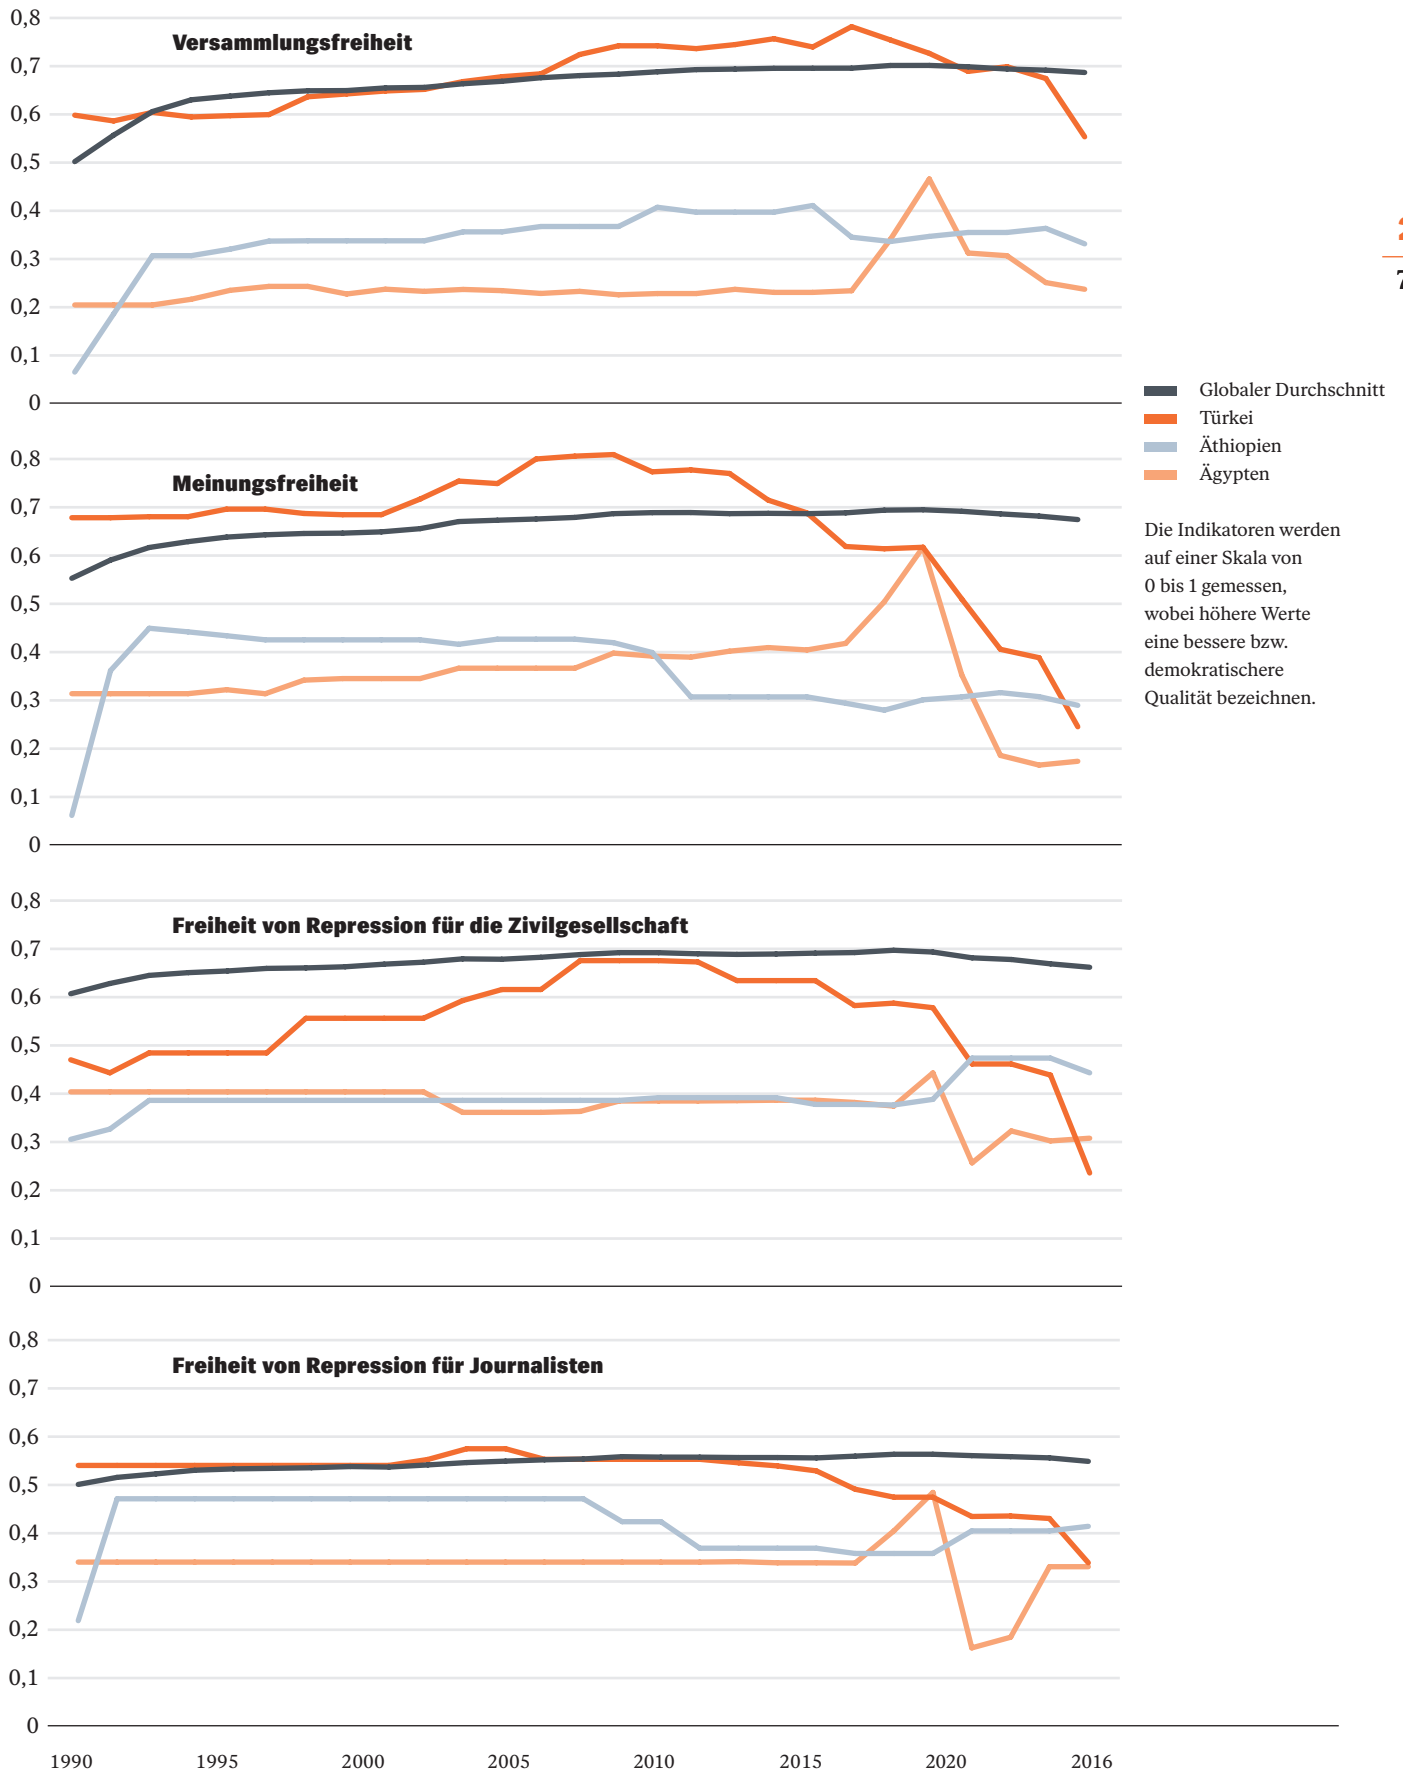 0,8
Versammlungsfreiheit
0,7
0,6
0,5
0,4
0,3
0,2
0,1
0
2
7
Globaler Durchschnitt
Türkei
Äthiopien
Ägypten
Die Indikatoren werden
auf einer Skala von
0 bis 1 gemessen,
wobei höhere Werte
eine bessere bzw.
demokratischere
Qualität bezeichnen.
0,8
Meinungsfreiheit
0,7
0,6
0,5
0,4
0,3
0,2
0,1
0
0,8
Freiheit von Repression für die Zivilgesellschaft
0,7
0,6
0,5
0,4
0,3
0,2
0,1
0
0,8
Freiheit von Repression für Journalisten
0,7
0,6
0,5
0,4
0,3
0,2
0,1
0
1990 1995 2000 2005 2010 2015 2020 2016